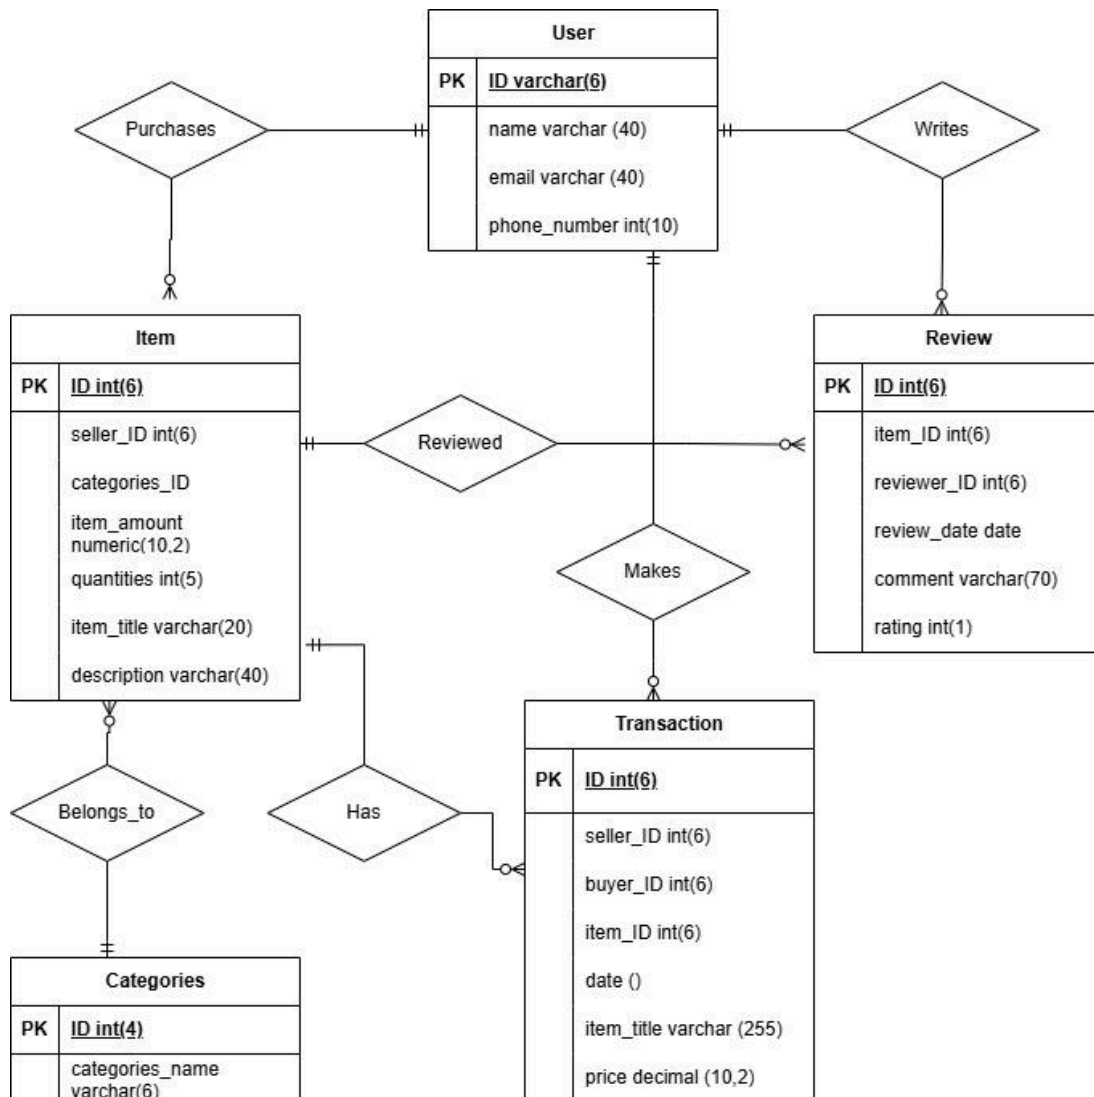 User
PK ID varchar(6)
name varchar (40)
email varchar (40)
phone_number int(10)
Purchases
Writes
Item
PK ID int(6)
seller_ID int(6)
categories_ID
item_amount
numeric(10,2)
quantities int(5)
item_title varchar(20)
description varchar(40)
Reviewed
Review
PK ID int(6)
item_ID int(6)
reviewer_ID int(6)
review_date date
comment varchar(70)
rating int(1)
Makes
Belongs_to
Has
Transaction
PK ID int(6)
seller_ID int(6)
buyer_ID int(6)
item_ID int(6)
date ()
item_title varchar (255)
price decimal (10,2)
Categories
PK ID int(4)
categories_name
varchar(6)